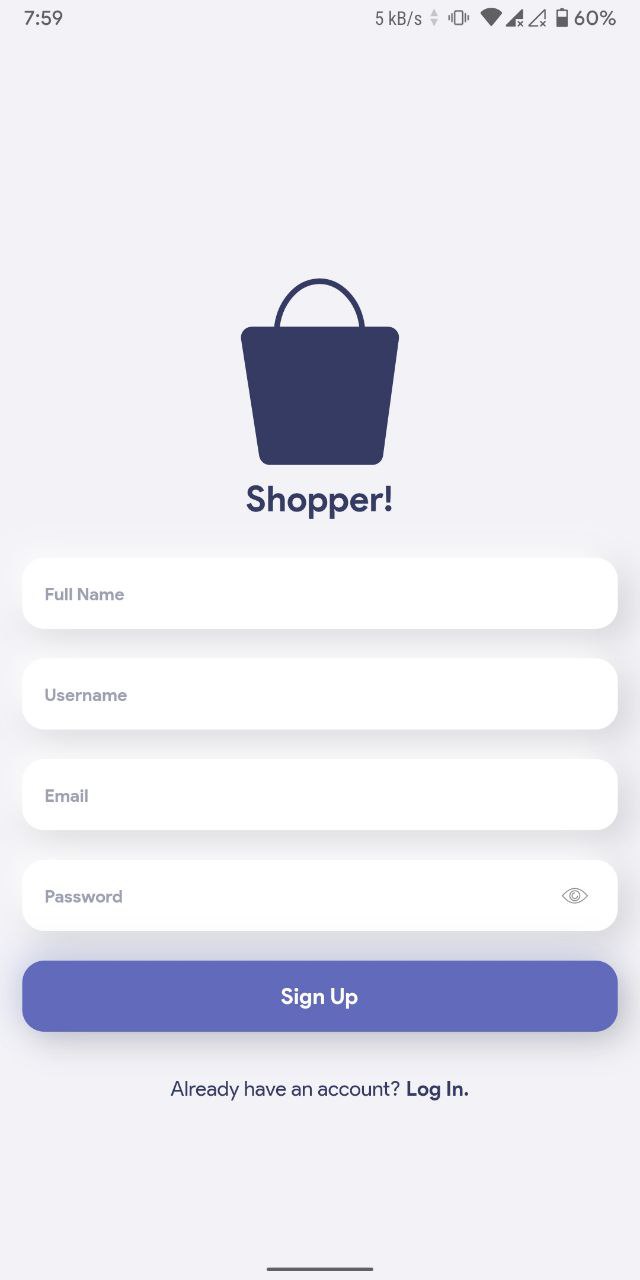 7:59 5 kB/s 60%
Shopper!
Full Name
Username
Email
Password
Sign Up
Already have an account? Log In.